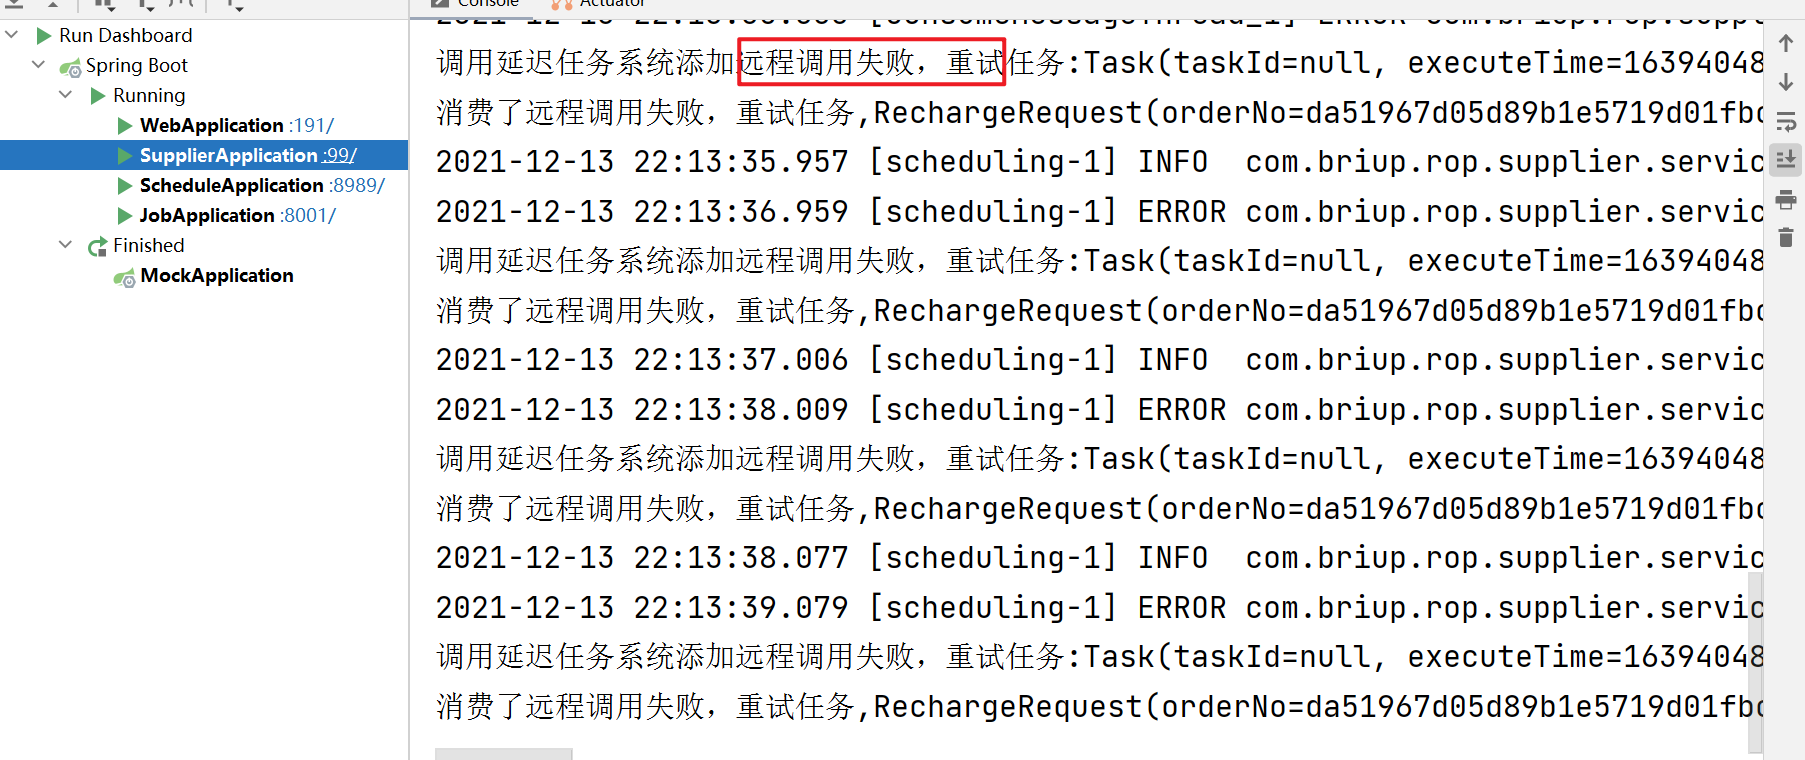 Run Dashboard
Spring Boot
Running
WebApplication :191/
SupplierApplication :99/
ScheduleApplication :8989/
JobApplication :8001/
Finished
MockApplication
Console
Actuator
调用延迟任务系统添加远程调用失败，重试任务:Task(taskId=null, executeTime=16394048
消费了远程调用失败，重试任务,RechargeRequest(orderNo=da51967d05d89b1e5719d01fbc
2021-12-13 22:13:35.957 [scheduling-1] INFO  com.briup.rop.supplier.servic
2021-12-13 22:13:36.959 [scheduling-1] ERROR com.briup.rop.supplier.servic
调用延迟任务系统添加远程调用失败，重试任务:Task(taskId=null, executeTime=16394048
消费了远程调用失败，重试任务,RechargeRequest(orderNo=da51967d05d89b1e5719d01fbc
2021-12-13 22:13:37.006 [scheduling-1] INFO  com.briup.rop.supplier.servic
2021-12-13 22:13:38.009 [scheduling-1] ERROR com.briup.rop.supplier.servic
调用延迟任务系统添加远程调用失败，重试任务:Task(taskId=null, executeTime=16394048
消费了远程调用失败，重试任务,RechargeRequest(orderNo=da51967d05d89b1e5719d01fbc
2021-12-13 22:13:38.077 [scheduling-1] INFO  com.briup.rop.supplier.servic
2021-12-13 22:13:39.079 [scheduling-1] ERROR com.briup.rop.supplier.servic
调用延迟任务系统添加远程调用失败，重试任务:Task(taskId=null, executeTime=16394048
消费了远程调用失败，重试任务,RechargeRequest(orderNo=da51967d05d89b1e5719d01fbc